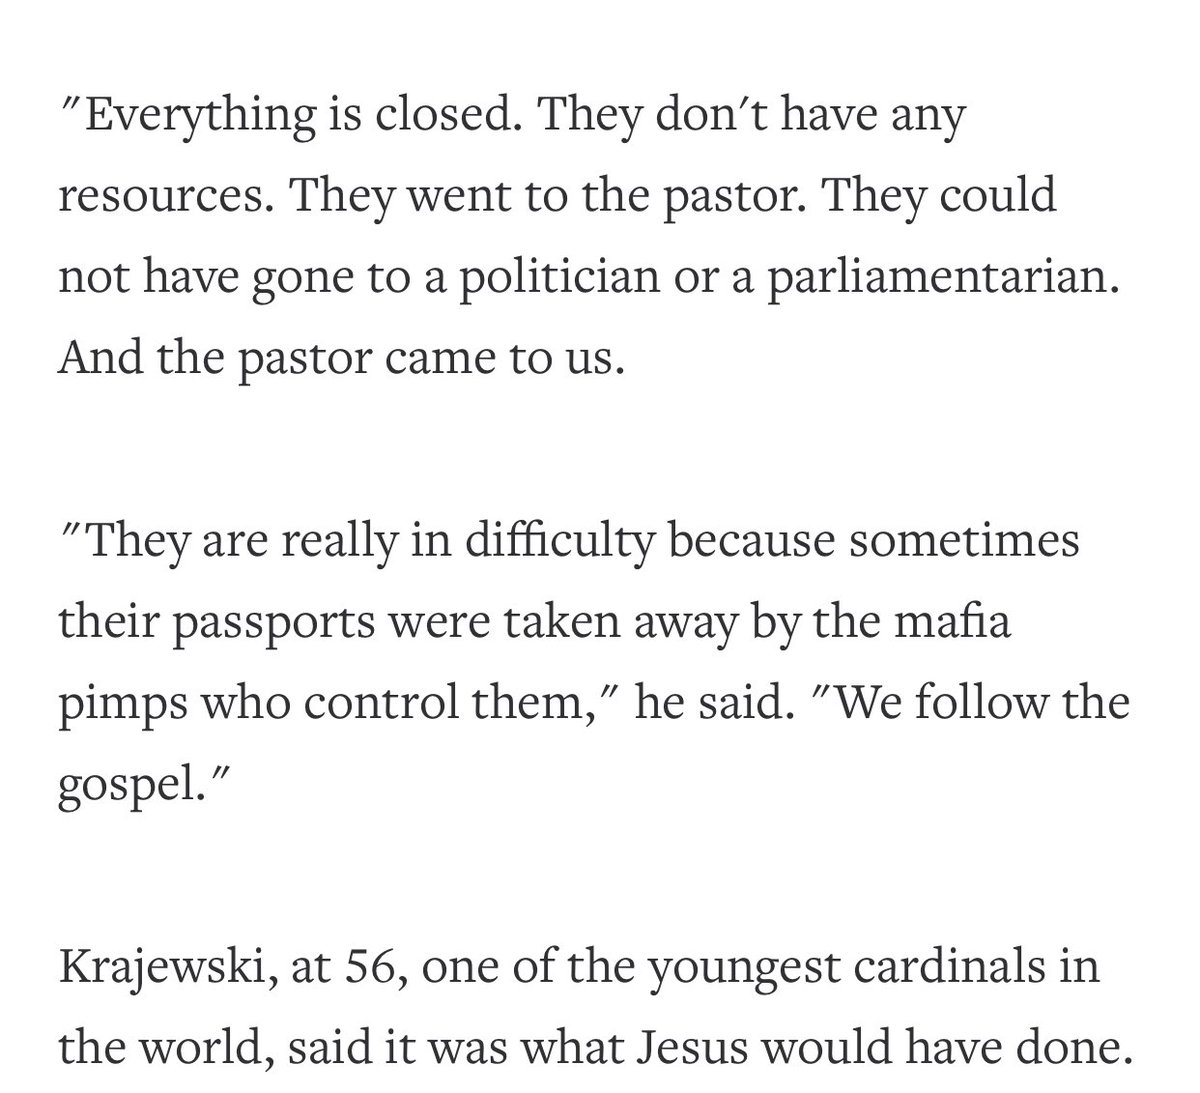 "Everything is closed. They don't have any
resources. They went to the pastor. They could
not have gone to a politician or a parliamentarian.
And the pastor came to us.
"They are really in difficulty because sometimes
their passports were taken away by the mafia
pimps who control them," he said. "We follow the
gospel."
Krajewski, at 56, one of the youngest cardinals in
the world, said it was what Jesus would have done.